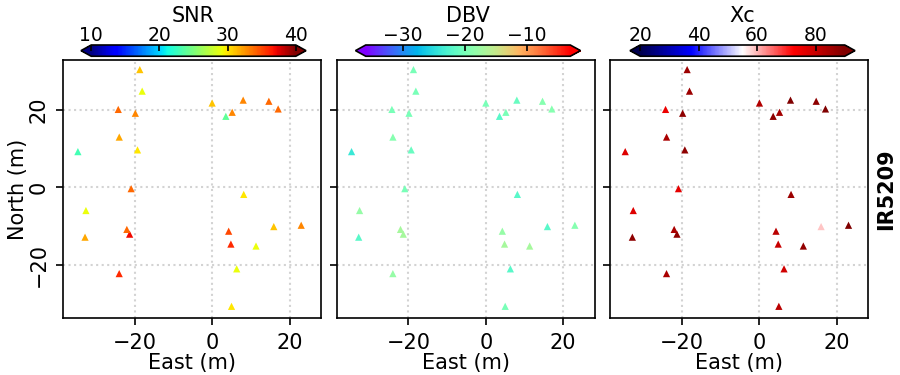 SNR DBV Xc
10 20 30 40 −30 −20 −10 20 40 60 80
20
0
−20
North (m)
−20 0 20 −20 0 20 −20 0 20
East (m) East (m) East (m)
IR5209